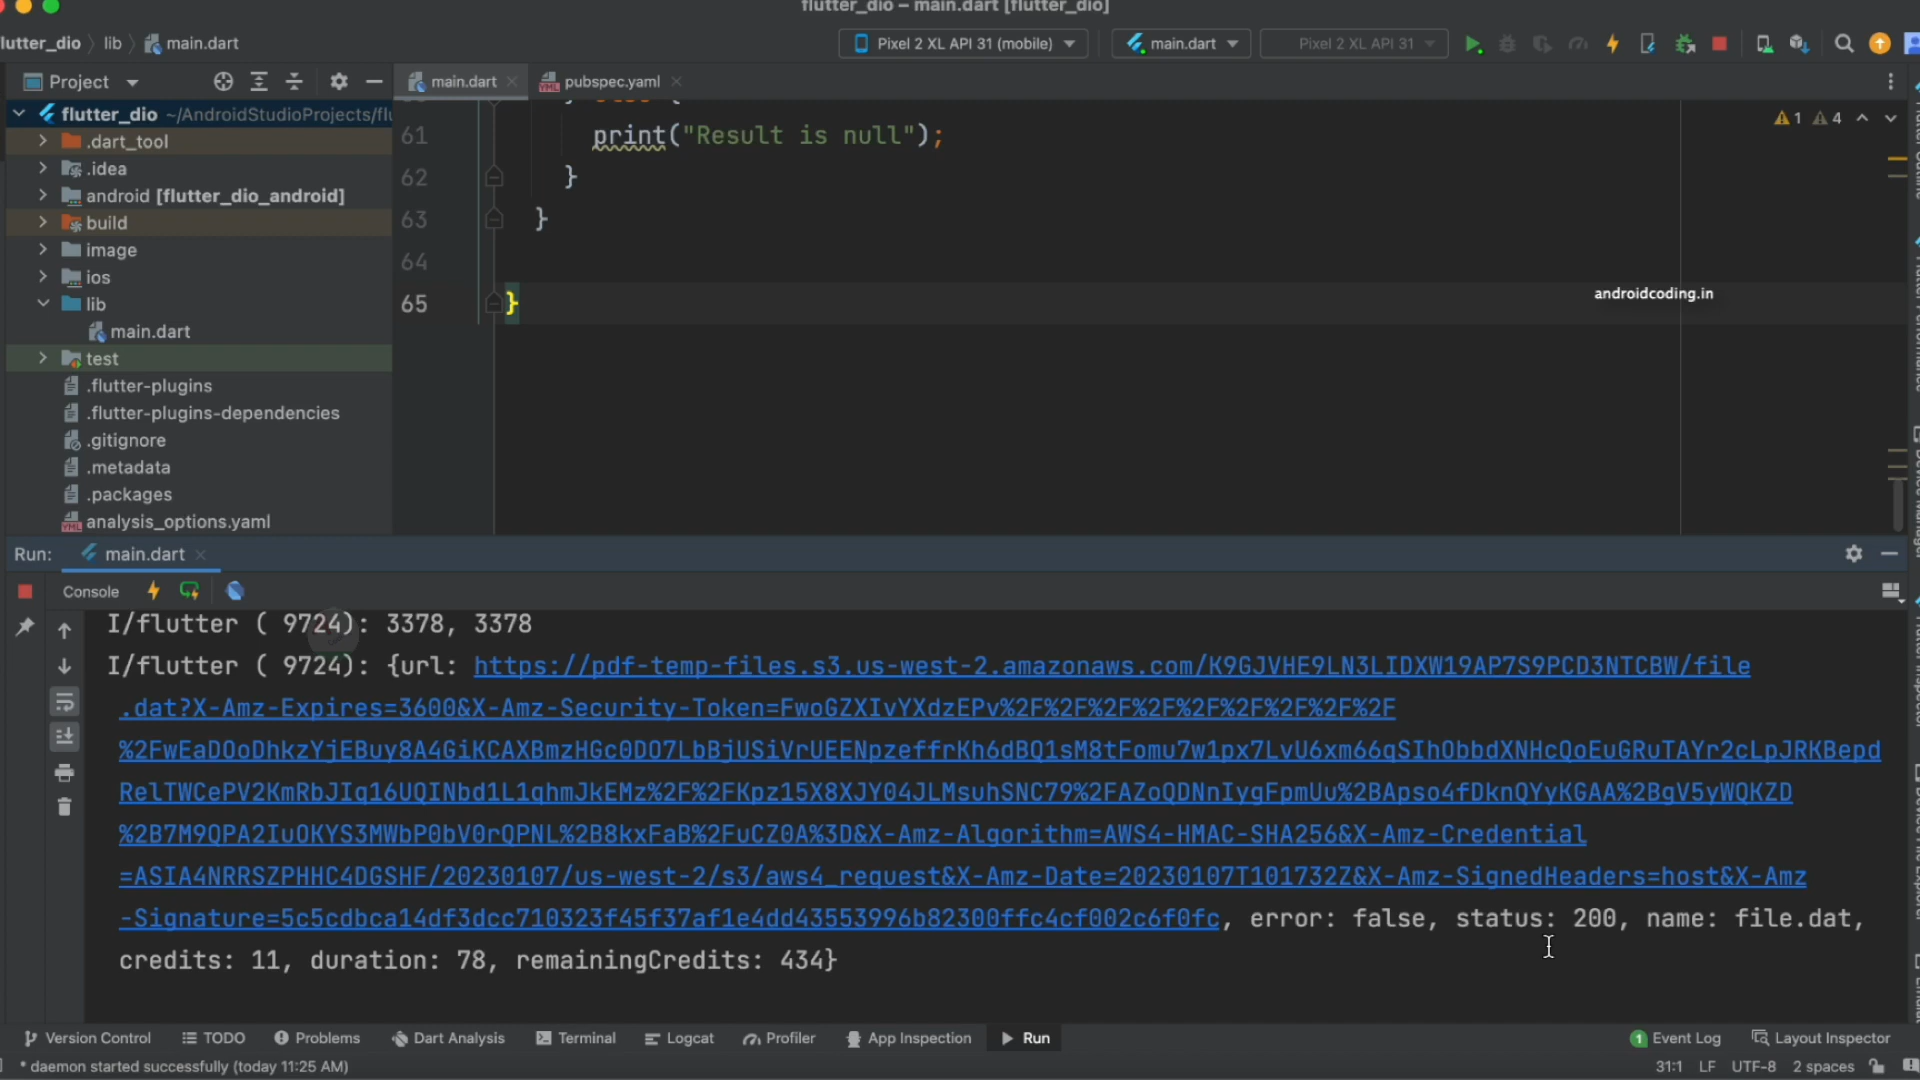 flutter_dio – main.dart [flutter_dio]
lutter_dio lib main.dart
Pixel 2 XL API 31 (mobile) main.dart Pixel 2 XL API 31
Project
main.dart pubspec.yaml
flutter_dio ~/AndroidStudioProjects/flu
.dart_tool
.idea
android [flutter_dio_android]
build
image
ios
lib
main.dart
test
.flutter-plugins
.flutter-plugins-dependencies
.gitignore
.metadata
.packages
analysis_options.yaml
1 4
61 print("Result is null");
62 }
63 }
64
65 }
androidcoding.in
Run: main.dart
Console
I/flutter ( 9724): 3378, 3378
I/flutter ( 9724): {url: https://pdf-temp-files.s3.us-west-2.amazonaws.com/K9GJVHE9LN3LIDXW19AP7S9PCD3NTCBW/file
.dat?X-Amz-Expires=3600&X-Amz-Security-Token=FwoGZXIvYXdzEPv%2F%2F%2F%2F%2F%2F%2F%2F%2F
%2FwEaDOoDhkzYjEBuy8A4GiKCAXBmzHGc0DO7LbBjUSiVrUEENpzeffrKh6dBQ1sM8tFomu7w1px7LvU6xm66qSIhObbdXNHcQoEuGRuTAYr2cLpJRKBepd
RelTWCePV2KmRbJIq16UQINbd1L1qhmJkEMz%2F%2FKpz15X8XJY04JLMsuhSNC79%2FAZoQDNnIygFpmUu%2BApso4fDknQYyKGAA%2BgV5yWQKZD
%2B7M9QPA2IuOKYS3MWbP0bV0rQPNL%2B8kxFaB%2FuCZ0A%3D&X-Amz-Algorithm=AWS4-HMAC-SHA256&X-Amz-Credential
=ASIA4NRRSZPHHC4DGSHF/20230107/us-west-2/s3/aws4_request&X-Amz-Date=20230107T101732Z&X-Amz-SignedHeaders=host&X-Amz
-Signature=5c5cdbca14df3dcc710323f45f37af1e4dd43553996b82300ffc4cf002c6f0fc, error: false, status: 200, name: file.dat,
credits: 11, duration: 78, remainingCredits: 434}
Version Control TODO Problems Dart Analysis Terminal Logcat Profiler App Inspection Run 1 Event Log Layout Inspector
* daemon started successfully (today 11:25 AM) 31:1 LF UTF-8 2 spaces